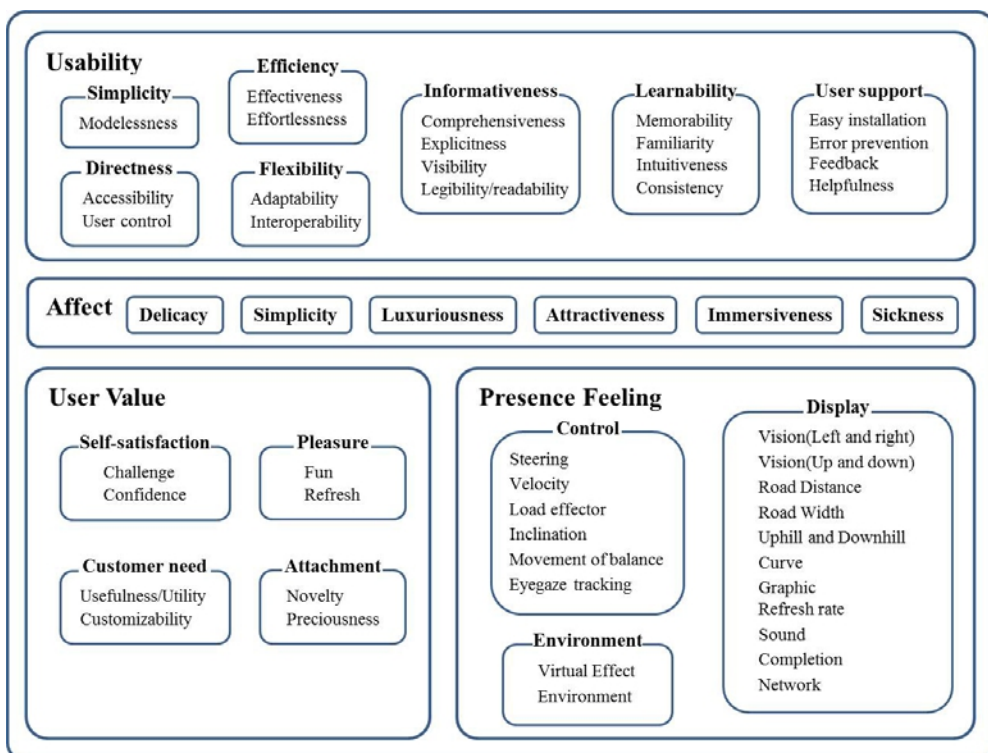 Usability
Simplicity
Modelessness
Efficiency
Effectiveness
Effortlessness
Directness
Accessibility
User control
Flexibility
Adaptability
Interoperability
Informativeness
Comprehensiveness
Explicitness
Visibility
Legibility/readability
Learnability
Memorability
Familiarity
Intuitiveness
Consistency
User support
Easy installation
Error prevention
Feedback
Helpfulness
Affect
Delicacy
Simplicity
Luxuriousness
Attractiveness
Immersiveness
Sickness
User Value
Self-satisfaction
Challenge
Confidence
Pleasure
Fun
Refresh
Customer need
Usefulness/Utility
Customizability
Attachment
Novelty
Preciousness
Presence Feeling
Control
Steering
Velocity
Load effector
Inclination
Movement of balance
Eyegaze tracking
Environment
Virtual Effect
Environment
Display
Vision(Left and right)
Vision(Up and down)
Road Distance
Road Width
Uphill and Downhill
Curve
Graphic
Refresh rate
Sound
Completion
Network